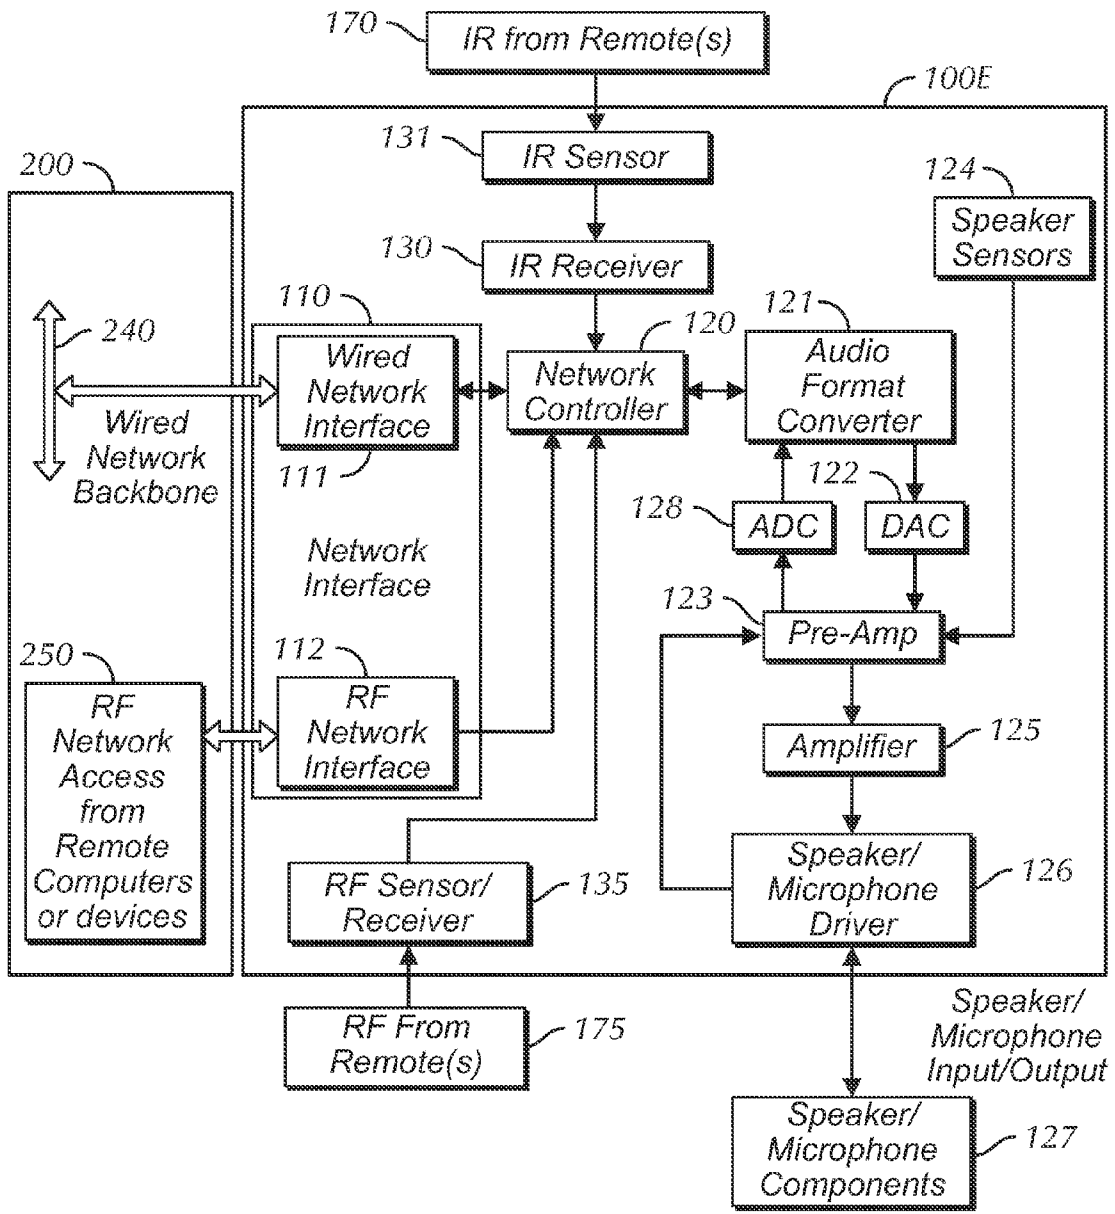 170
IR from Remote(s)
100E
131
IR Sensor
200
124
Speaker
Sensors
130
IR Receiver
110
240
120
121
Wired
Network
Interface
Network
Controller
Audio
Format
Converter
Wired
Network
Backbone
111
122
128
ADC
DAC
Network
Interface
123
Pre-Amp
250
112
RF
Network
Access
from
Remote
Computers
or devices
RF
Network
Interface
Amplifier
125
Speaker/
Microphone
Driver
126
RF Sensor/
Receiver
135
RF From
Remote(s)
175
Speaker/
Microphone
Input/Output
Speaker/
Microphone
Components
127